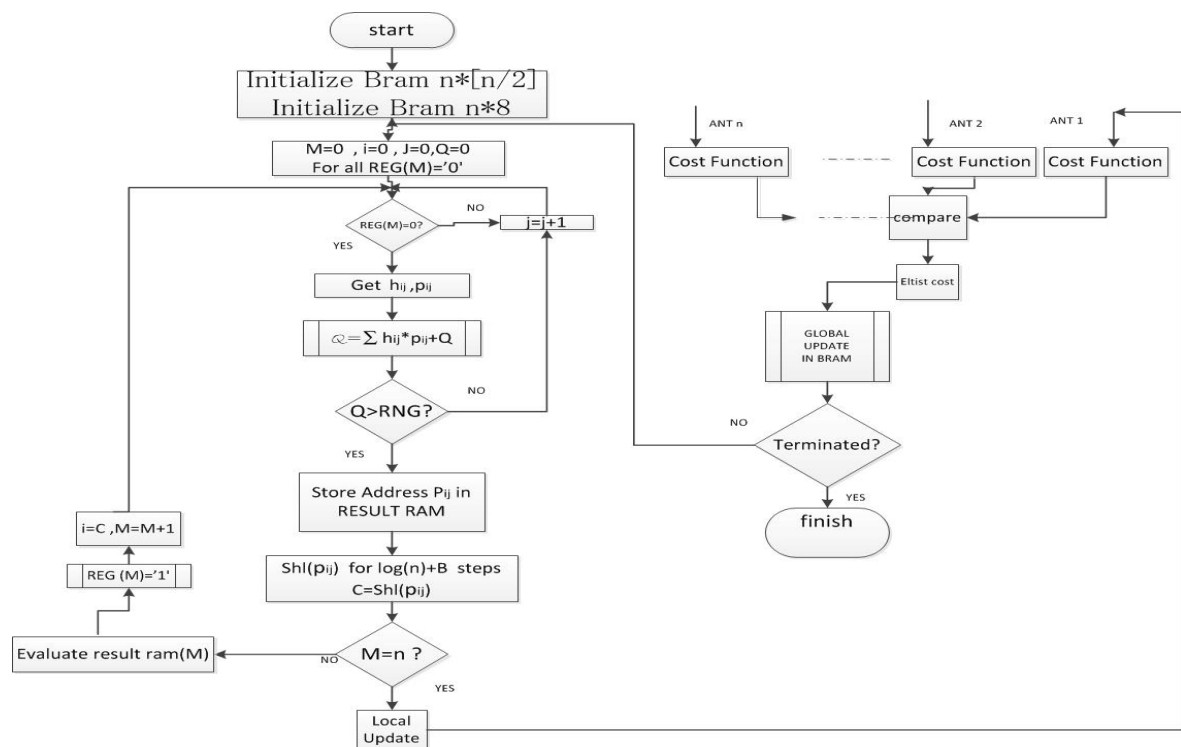 start
Initialize Bram n*[n/2]
Initialize Bram n*8
M=0 , i=0 , J=0,Q=0
For all REG(M)='0'
REG(M)=0?
NO
j=j+1
YES
Get hij ,pij
Q=∑ hij*pij+Q
NO
Q>RNG?
YES
Store Address Pij in
RESULT RAM
Shl(pij) for log(n)+B steps
C=Shl(pij)
M=n ?
NO
YES
Evaluate result ram(M)
REG (M)='1'
i=C ,M=M+1
Local
Update
ANT n
ANT 2
ANT 1
Cost Function
Cost Function
Cost Function
compare
Eltist cost
GLOBAL
UPDATE
IN BRAM
NO
Terminated?
YES
finish